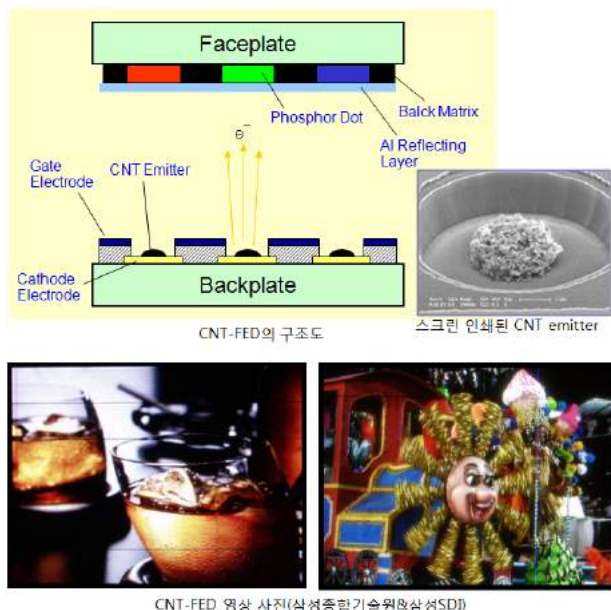 Faceplate
Phosphor Dot
Balck Matrix
Al Reflecting
Layer
e⁻
Gate
Electrode
CNT Emitter
Cathode
Electrode
Backplate
CNT-FED의 구조도
스크린 인쇄된 CNT emitter
CNT-FED 영상 사진(삼성종합기술원&삼성SDI)